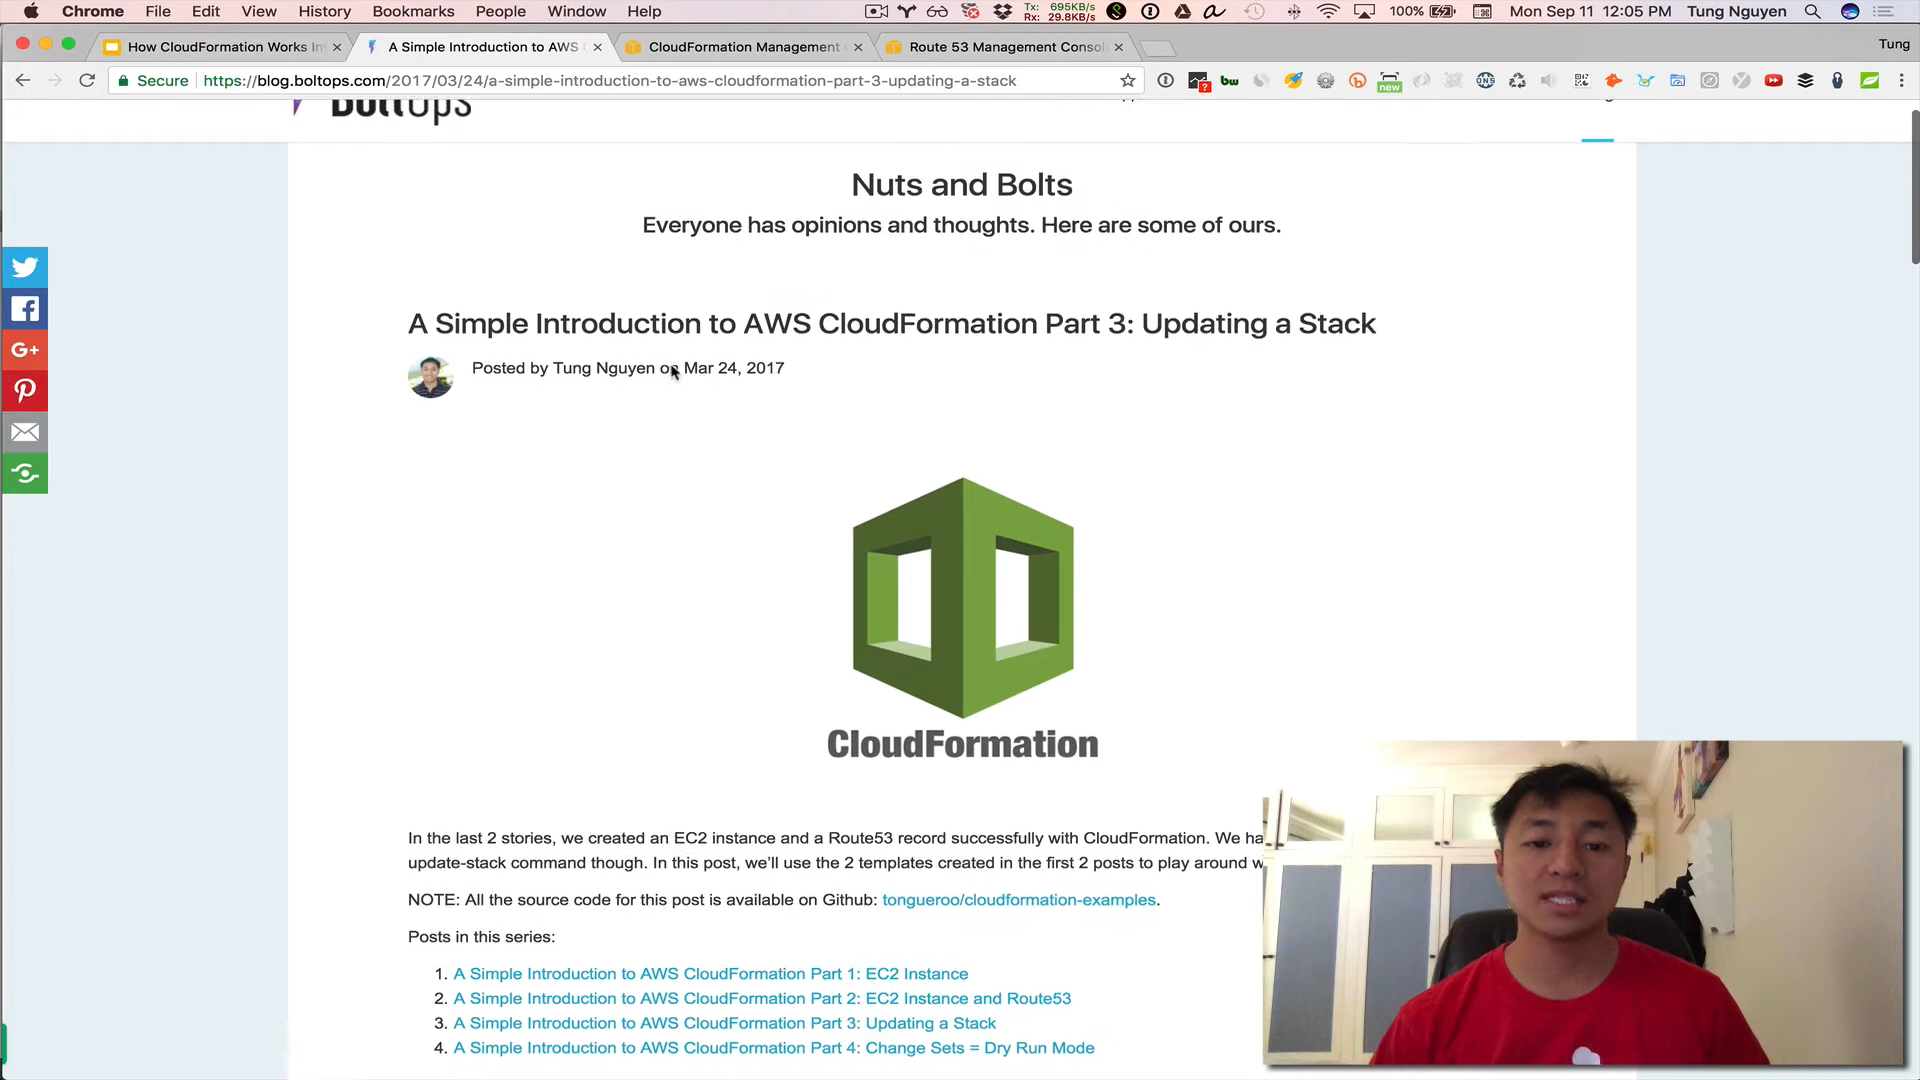 Chrome File Edit View History Bookmarks People Window Help Tx: 695KB/s Rx: 29.8KB/s 100% Mon Sep 11 12:05 PM Tung Nguyen
How CloudFormation Works In A Simple Introduction to AWS CloudFormation Management Route 53 Management Consol Tung
Secure https://blog.boltops.com/2017/03/24/a-simple-introduction-to-aws-cloudformation-part-3-updating-a-stack
BoltOps
Nuts and Bolts
Everyone has opinions and thoughts. Here are some of ours.
A Simple Introduction to AWS CloudFormation Part 3: Updating a Stack
Posted by Tung Nguyen on Mar 24, 2017
CloudFormation
In the last 2 stories, we created an EC2 instance and a Route53 record successfully with CloudFormation. We ha
update-stack command though. In this post, we'll use the 2 templates created in the first 2 posts to play around w
NOTE: All the source code for this post is available on Github: tongueroo/cloudformation-examples.
Posts in this series:
1. A Simple Introduction to AWS CloudFormation Part 1: EC2 Instance
2. A Simple Introduction to AWS CloudFormation Part 2: EC2 Instance and Route53
3. A Simple Introduction to AWS CloudFormation Part 3: Updating a Stack
4. A Simple Introduction to AWS CloudFormation Part 4: Change Sets = Dry Run Mode